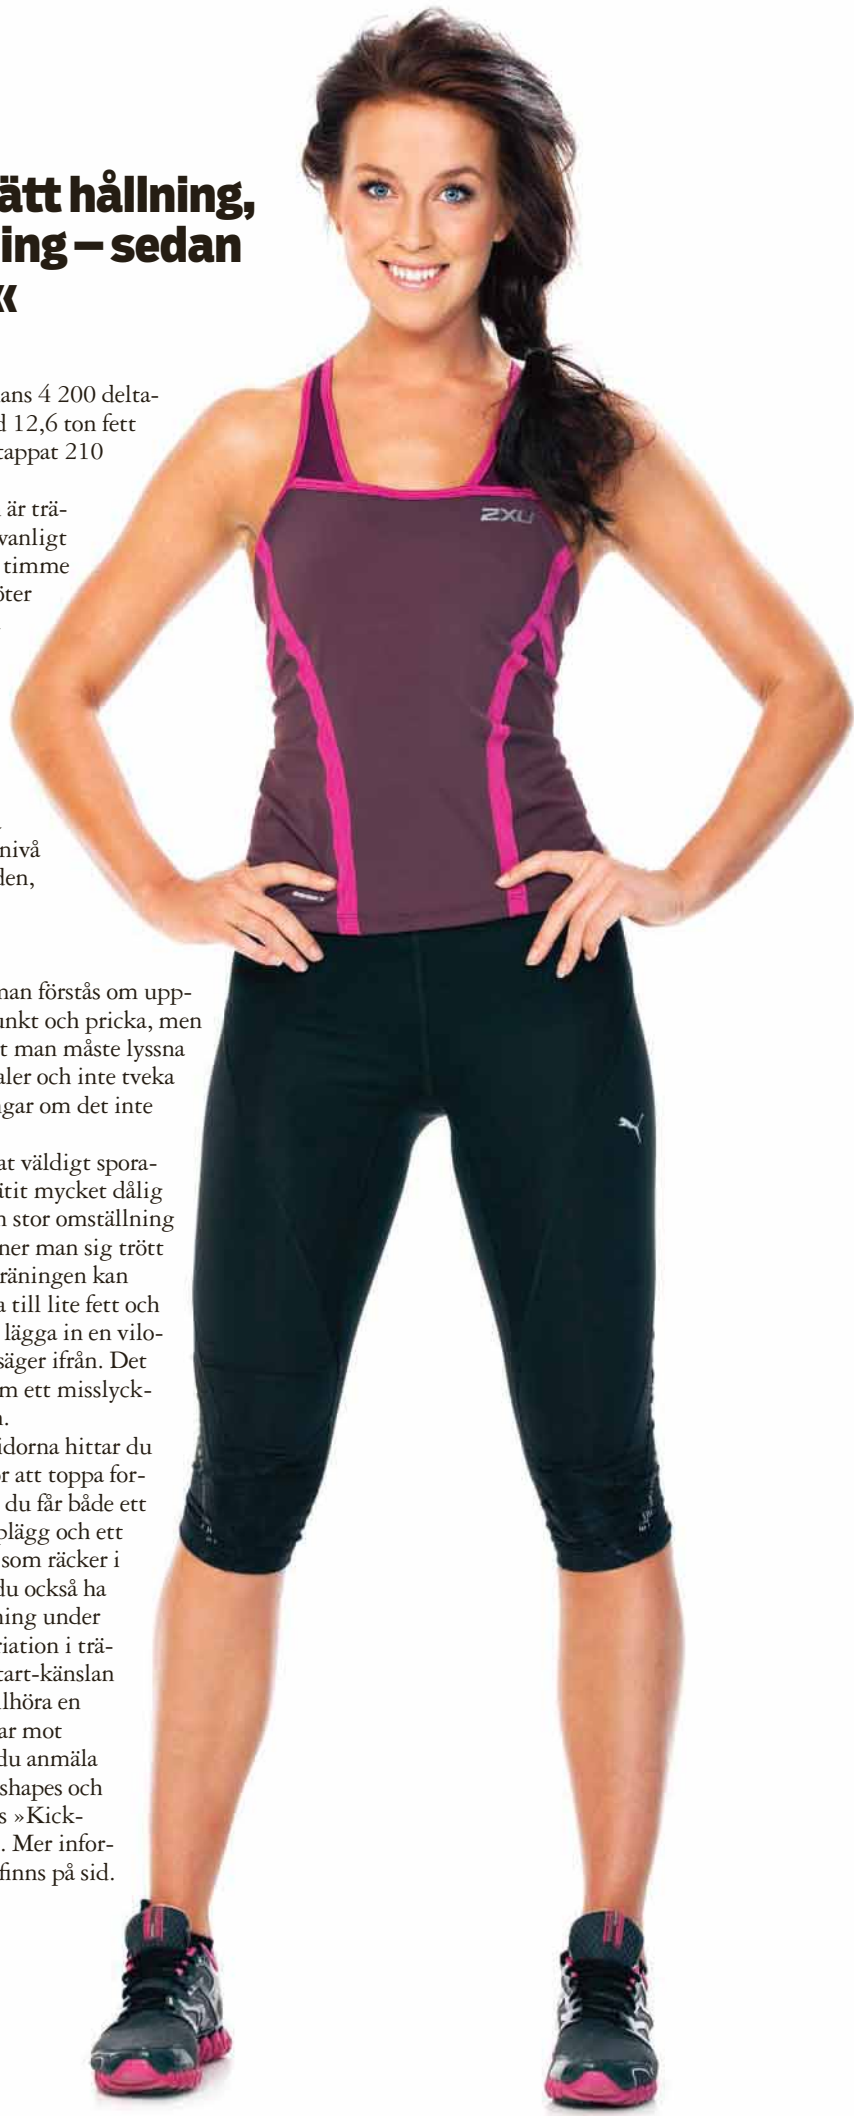 ätt hållning,
ing – sedan
«
ans 4 200 delta-
d 12,6 ton fett
tappat 210
är trä-
vanligt
timme
öter
nivå
den,
man förstås om upp-
unkt och pricka, men
t man måste lyssna
aler och inte tveka
ngar om det inte
at väldigt spora-
ätit mycket dålig
n stor omställning
ner man sig trött
räningen kan
a till lite fett och
lägga in en vilo-
säger ifrån. Det
m ett misslyck-
n.
idorna hittar du
ör att toppa for-
du får både ett
plägg och ett
som räcker i
du också ha
ning under
riation i trä-
tart-känslan
llhöra en
ar mot
du anmäla
shapes och
s »Kick-
. Mer infor-
finns på sid.
2XU